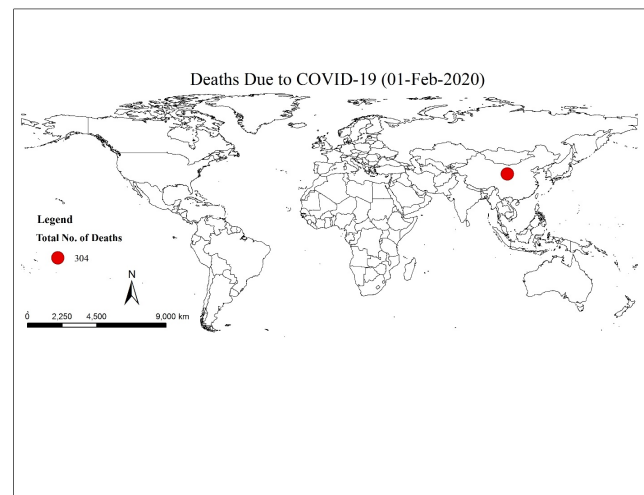 Deaths Due to COVID-19 (01-Feb-2020)
Legend
Total No. of Deaths
304
N
0 2,250 4,500 9,000 km